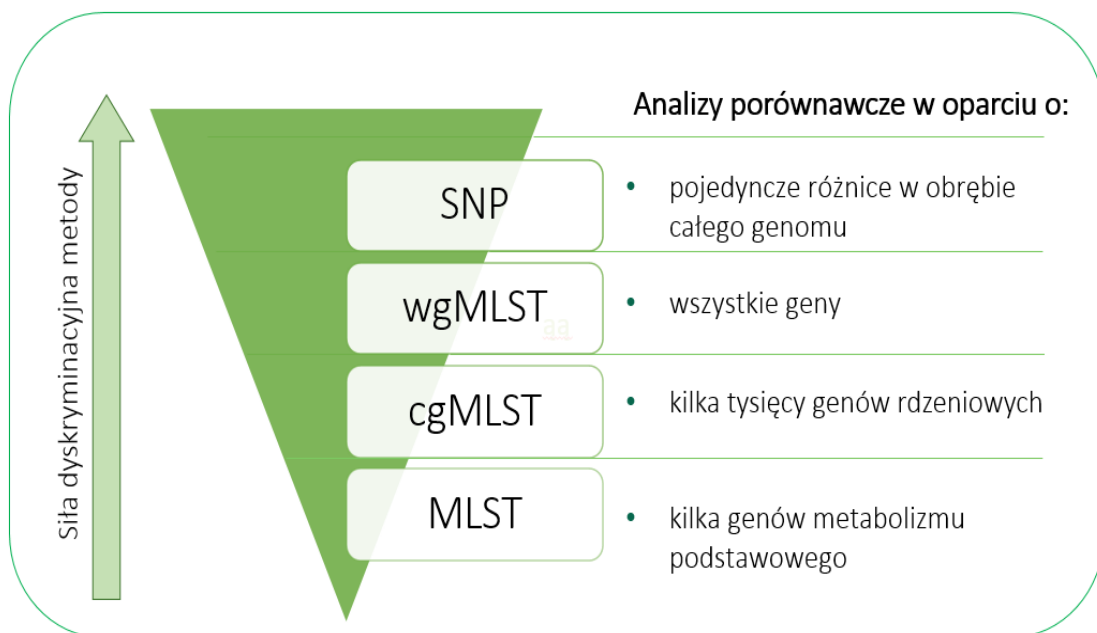 Analizy porównawcze w oparciu o:
Siła dyskryminacyjna metody
SNP
• pojedyncze różnice w obrębie
całego genomu
wgMLST
aa
• wszystkie geny
cgMLST
• kilka tysięcy genów rdzeniowych
MLST
• kilka genów metabolizmu
podstawowego